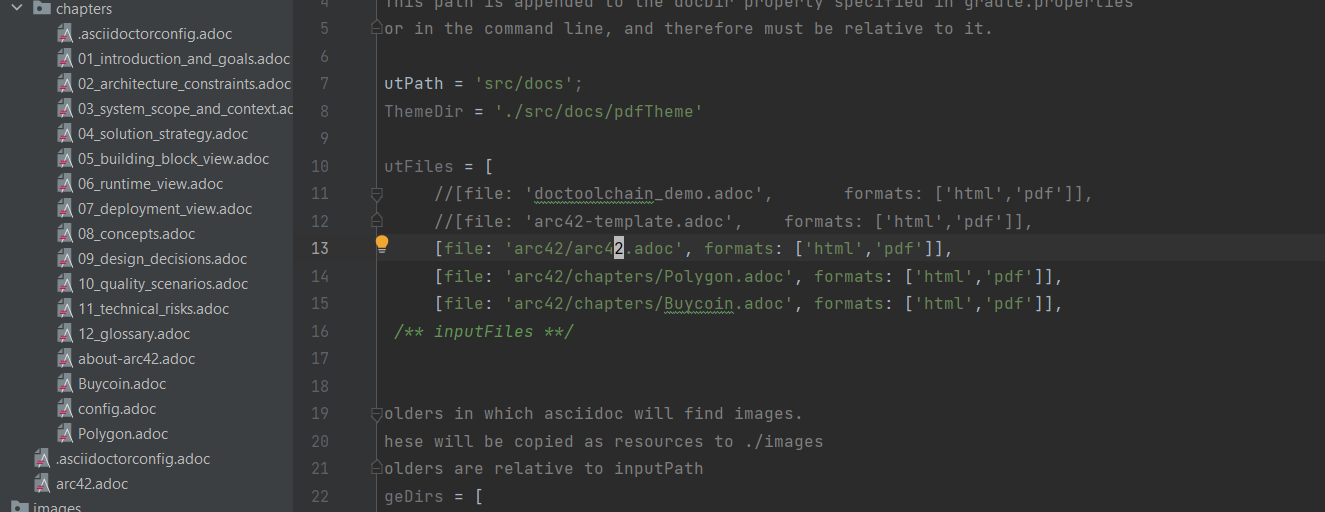 chapters
.asciidoctorconfig.adoc
01_introduction_and_goals.adoc
02_architecture_constraints.adoc
03_system_scope_and_context.ac
04_solution_strategy.adoc
05_building_block_view.adoc
06_runtime_view.adoc
07_deployment_view.adoc
08_concepts.adoc
09_design_decisions.adoc
10_quality_scenarios.adoc
11_technical_risks.adoc
12_glossary.adoc
about-arc42.adoc
Buycoin.adoc
config.adoc
Polygon.adoc
.asciidoctorconfig.adoc
arc42.adoc
images
4 This path is appended to the docDir property specified in gradle.properties
5 or in the command line, and therefore must be relative to it.
6
7 utPath = 'src/docs';
8 ThemeDir = './src/docs/pdfTheme'
9
10 utFiles = [
11 //[file: 'doctoolchain_demo.adoc', formats: ['html','pdf']],
12 //[file: 'arc42-template.adoc', formats: ['html','pdf']],
13 [file: 'arc42/arc42.adoc', formats: ['html','pdf']],
14 [file: 'arc42/chapters/Polygon.adoc', formats: ['html','pdf']],
15 [file: 'arc42/chapters/Buycoin.adoc', formats: ['html','pdf']],
16 /** inputFiles **/
17
18
19 olders in which asciidoc will find images.
20 hese will be copied as resources to ./images
21 olders are relative to inputPath
22 geDirs = [